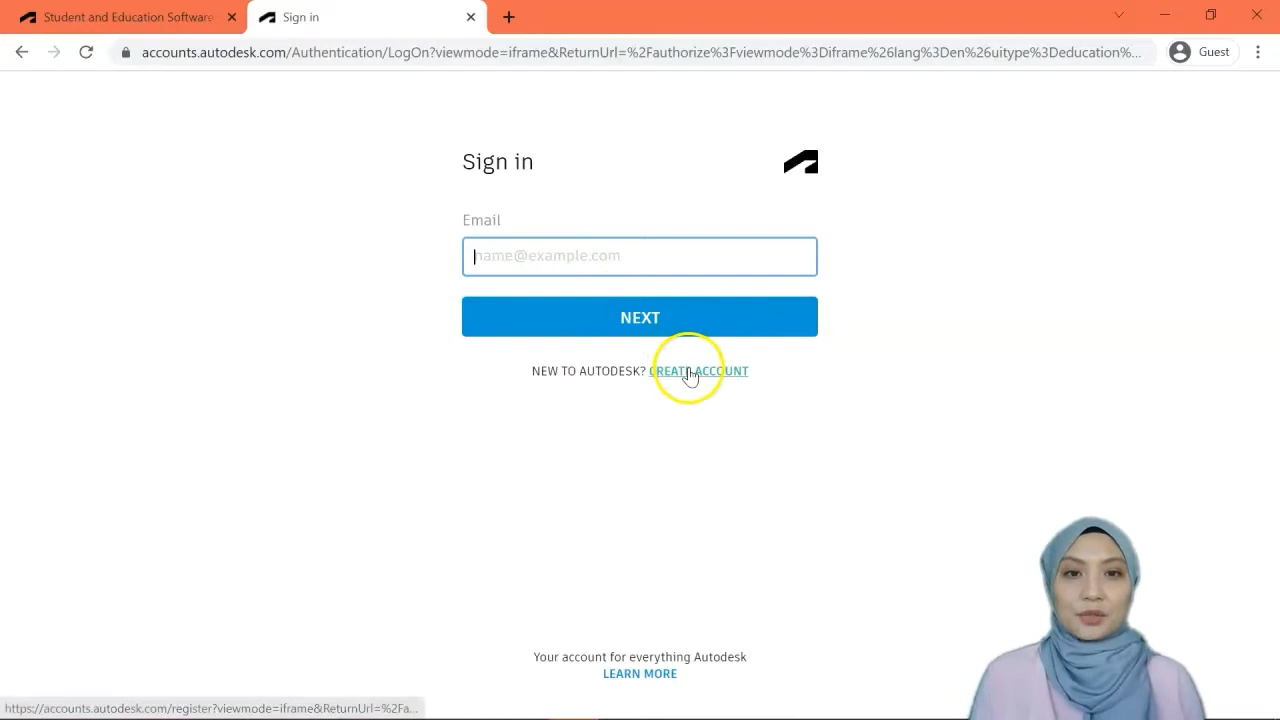 Student and Education Software
Sign in
accounts.autodesk.com/Authentication/LogOn?viewmode=iframe&ReturnUrl=%2Fauthorize%3Fviewmode%3Diframe%26lang%3Den%26uitype%3Deducation%...
Guest
Sign in
Email
name@example.com
NEXT
NEW TO AUTODESK? CREATE ACCOUNT
Your account for everything Autodesk
LEARN MORE
https://accounts.autodesk.com/register?viewmode=iframe&ReturnUrl=%2Fa...